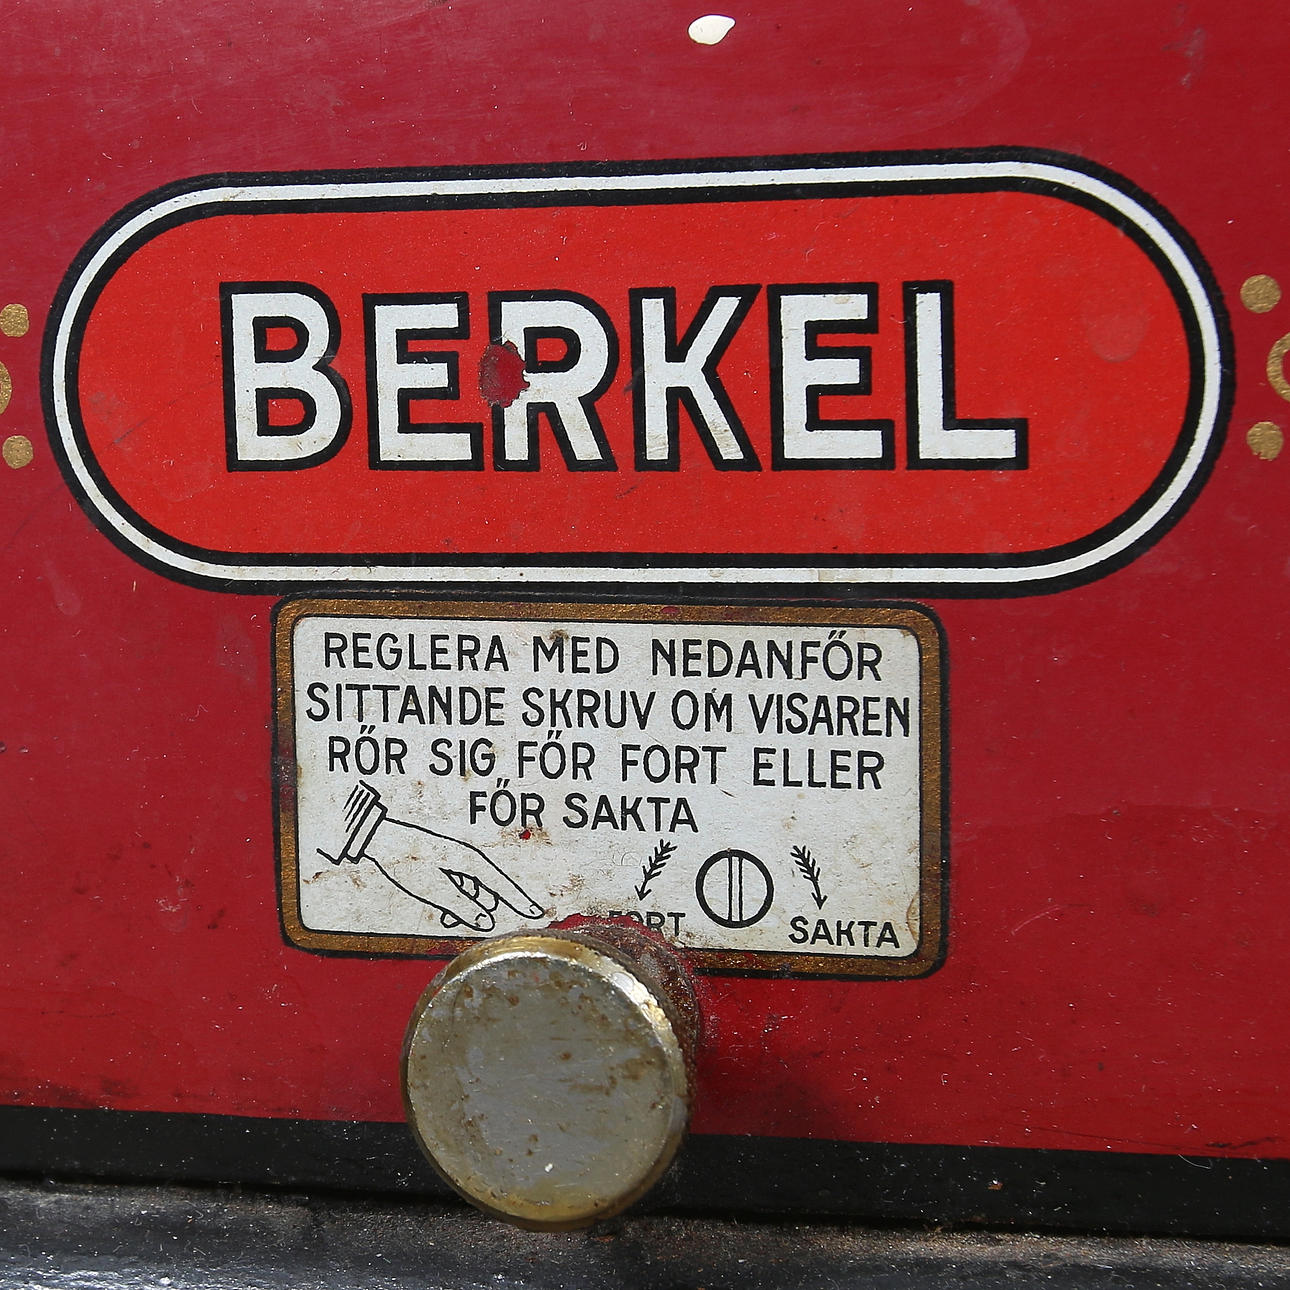 BERKEL
REGLERA MED NEDANFÖR
SITTANDE SKRUV OM VISAREN
RÖR SIG FÖR FORT ELLER
FÖR SAKTA
FORT SAKTA